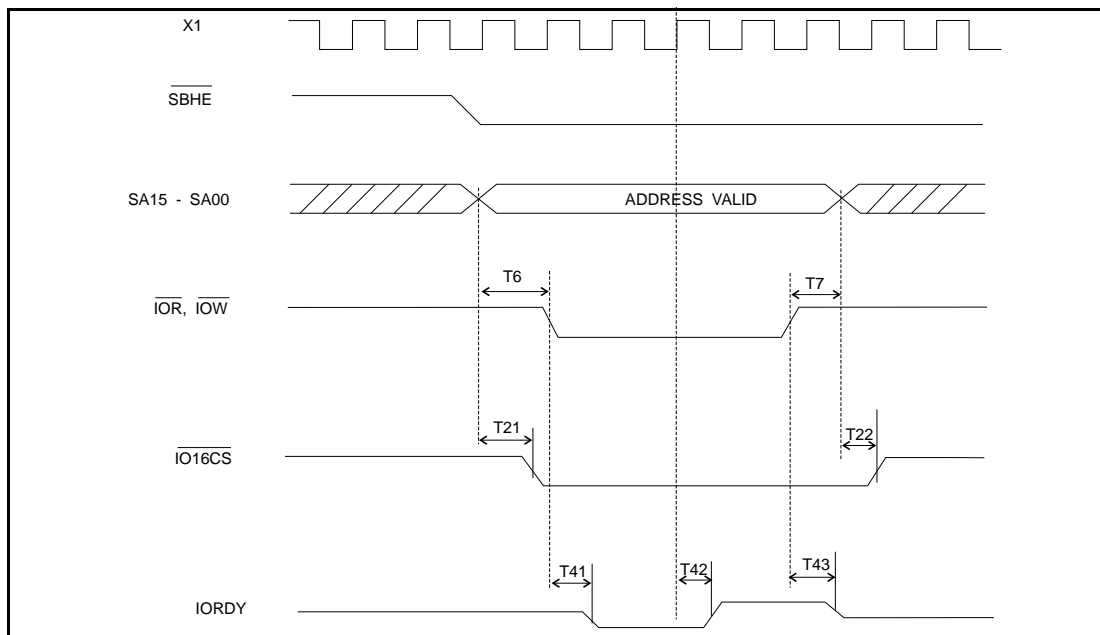 X1
SBHE
SA15 - SA00
ADDRESS VALID
T6
T7
IOR, IOW
T21
T22
IO16CS
T41
T42
T43
IORDY